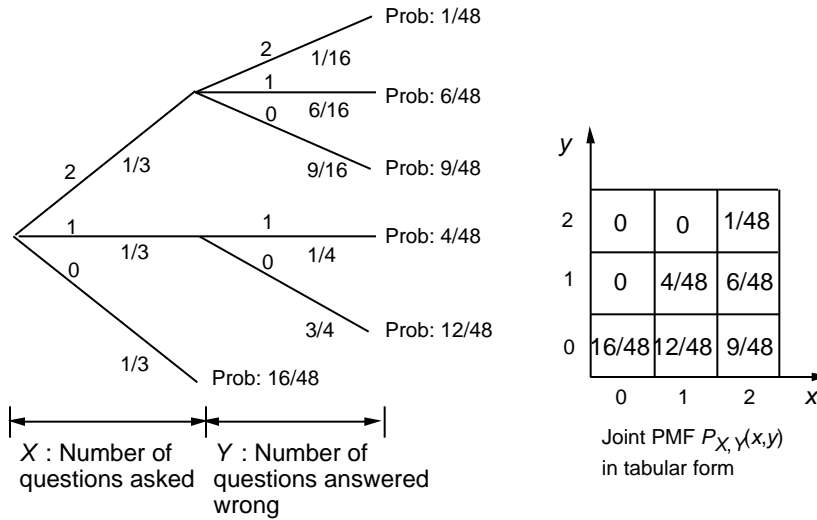 Prob: 1/48
2
1/16
1
6/16
Prob: 6/48
0
9/16
Prob: 9/48
2
1/3
1
1/3
1
1/4
Prob: 4/48
0
3/4
Prob: 12/48
0
1/3
Prob: 16/48
X : Number of
questions asked
Y : Number of
questions answered
wrong
y
2 0 0 1/48
1 0 4/48 6/48
0 16/48 12/48 9/48
0 1 2 x
Joint PMF P_{X,Y}(x,y)
in tabular form